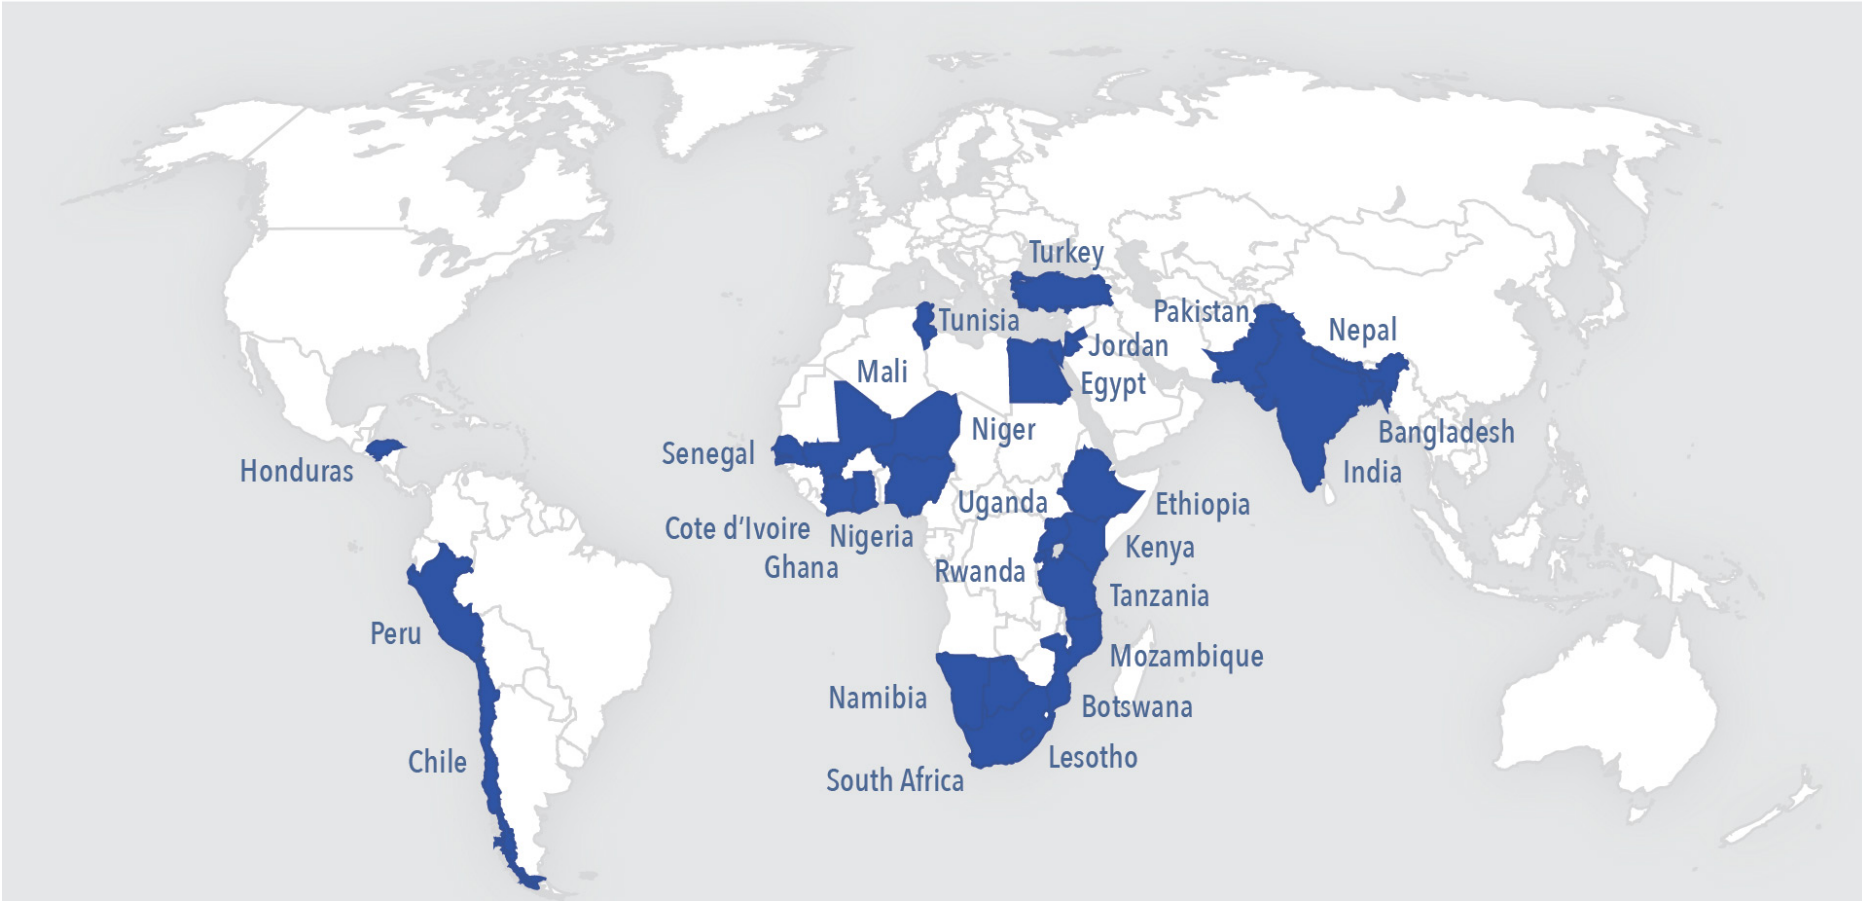 Turkey
Pakistan
Tunisia
Nepal
Jordan
Mali
Egypt
Niger
Bangladesh
Senegal
Honduras
India
Uganda
Ethiopia
Cote d’Ivoire
Nigeria
Kenya
Ghana
Rwanda
Tanzania
Peru
Mozambique
Namibia
Botswana
Lesotho
Chile
South Africa